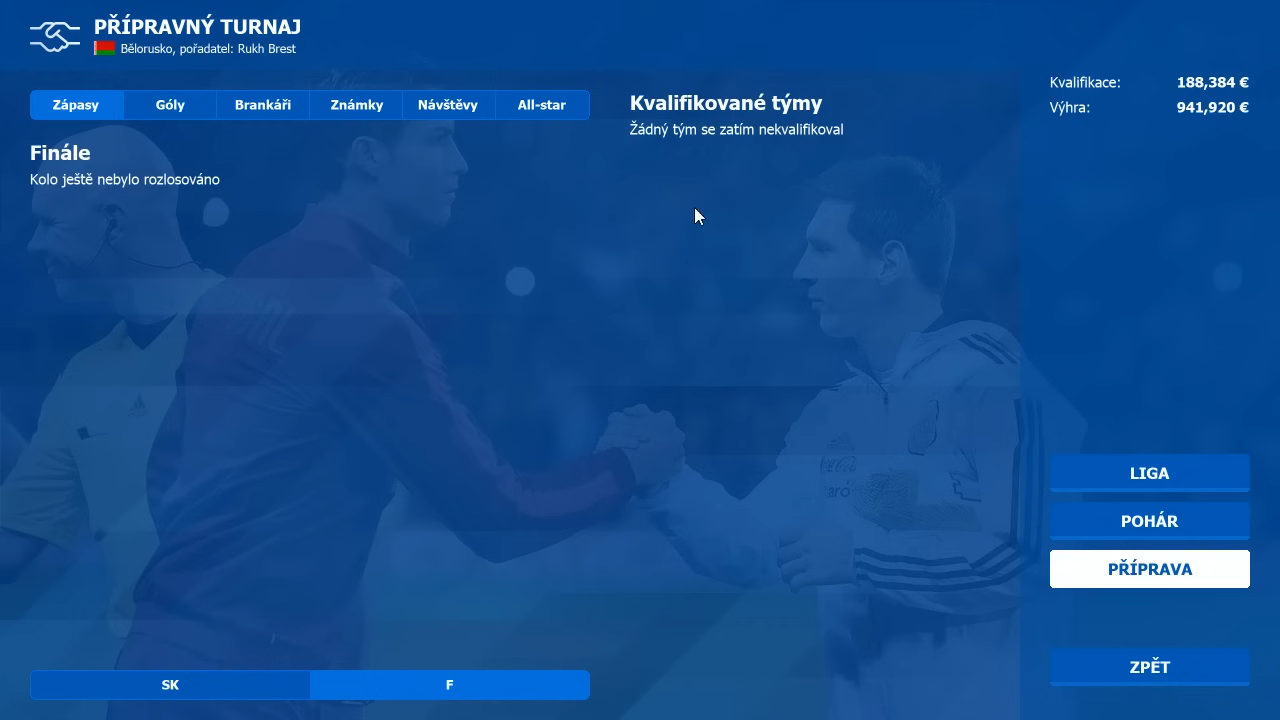 PŘÍPRAVNÝ TURNAJ
Bělorusko, pořadatel: Rukh Brest
Zápasy
Góly
Brankáři
Známky
Návštěvy
All-star
Finále
Kolo ještě nebylo rozlosováno
Kvalifikované týmy
Žádný tým se zatím nekvalifikoval
Kvalifikace: 188,384 €
Výhra: 941,920 €
LIGA
POHÁR
PŘÍPRAVA
ZPĚT
SK
F